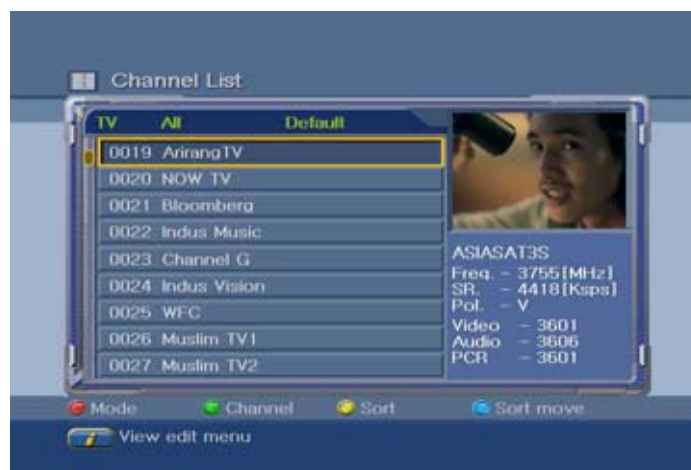 Channel List
TV All Default
0019 ArirangTV
0020 NOW TV
0021 Bloomberg
0022 Indus Music
0023 Channel G
0024 Indus Vision
0025 WFC
0026 Muslim TV1
0027 Muslim TV2
ASIASAT3S
Freq. - 3755[MHz]
SR. - 4418[Ksps]
Pol. - V
Video - 3601
Audio - 3606
PCR - 3601
Mode Channel Sort Sort move
i View edit menu